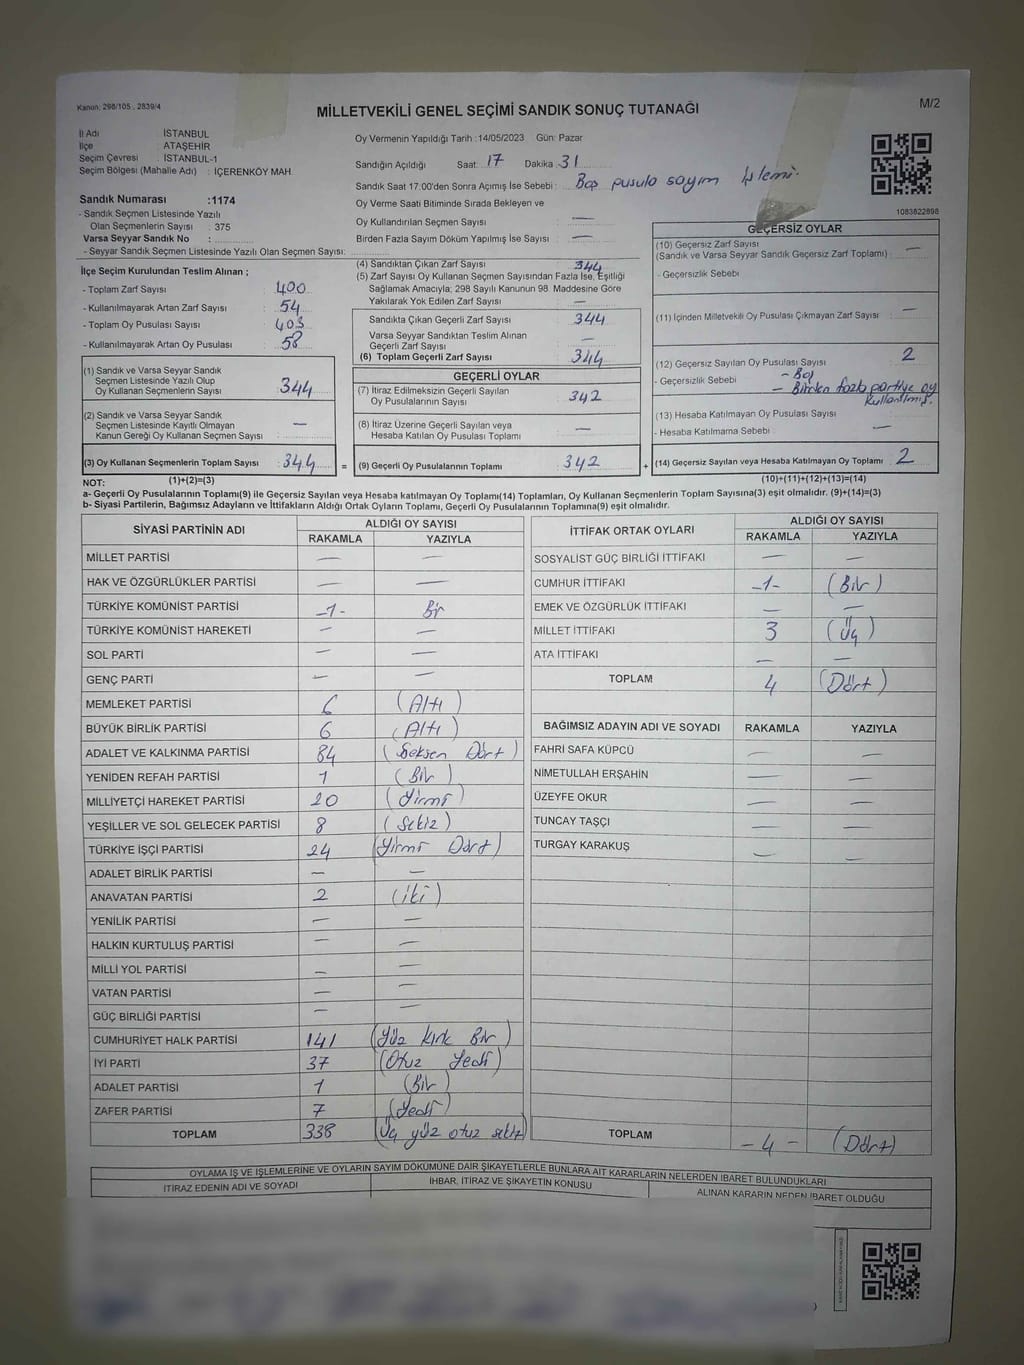 Kanun: 298/105 , 2839/4
MİLLETVEKİLİ GENEL SEÇİMİ SANDIK SONUÇ TUTANAĞI
M/2
İl Adı : İSTANBUL
İlçe : ATAŞEHİR
Seçim Çevresi : İSTANBUL-1
Seçim Bölgesi (Mahalle Adı) : İÇERENKÖY MAH.
Sandık Numarası :1174
- Sandık Seçmen Listesinde Yazılı
Olan Seçmenlerin Sayısı : 375
Varsa Seyyar Sandık No :
- Seyyar Sandık Seçmen Listesinde Yazılı Olan Seçmen Sayısı:
Oy Vermenin Yapıldığı Tarih :14/05/2023 Gün: Pazar
Sandığın Açıldığı Saat: 17 Dakika : 31
Sandık Saat 17:00'den Sonra Açımış İse Sebebi : Boş pusula sayım işlemi.
Oy Verme Saati Bitiminde Sırada Bekleyen ve
Oy Kullandırılan Seçmen Sayısı : —
Birden Fazla Sayım Döküm Yapılmış İse Sayısı : —
1083822898
İlçe Seçim Kurulundan Teslim Alınan ;
- Toplam Zarf Sayısı : 400
- Kullanılmayarak Artan Zarf Sayısı : 54
- Toplam Oy Pusulası Sayısı : 403
- Kullanılmayarak Artan Oy Pusulası : 58
(1) Sandık ve Varsa Seyyar Sandık
Seçmen Listesinde Yazılı Olup
Oy Kullanan Seçmenlerin Sayısı : 344
(2) Sandık ve Varsa Seyyar Sandık
Seçmen Listesinde Kayıtlı Olmayan
Kanun Gereği Oy Kullanan Seçmen Sayısı : —
(3) Oy Kullanan Seçmenlerin Toplam Sayısı : 344
(4) Sandıktan Çıkan Zarf Sayısı : 344
(5) Zarf Sayısı Oy Kullanan Seçmen Sayısından Fazla İse, Eşitliği
Sağlamak Amacıyla; 298 Sayılı Kanunun 98. Maddesine Göre
Yakılarak Yok Edilen Zarf Sayısı : —
Sandıkta Çıkan Geçerli Zarf Sayısı : 344
Varsa Seyyar Sandıktan Teslim Alınan
Geçerli Zarf Sayısı : —
(6) Toplam Geçerli Zarf Sayısı : 344
GEÇERLİ OYLAR
(7) İtiraz Edilmeksizin Geçerli Sayılan
Oy Pusulalarının Sayısı : 342
(8) İtiraz Üzerine Geçerli Sayılan veya
Hesaba Katılan Oy Pusulası Toplamı : —
= (9) Geçerli Oy Pusulalarının Toplamı : 342
GEÇERSİZ OYLAR
(10) Geçersiz Zarf Sayısı
(Sandık ve Varsa Seyyar Sandık Geçersiz Zarf Toplamı) : —
- Geçersizlik Sebebi
(11) İçinden Milletvekili Oy Pusulası Çıkmayan Zarf Sayısı : —
(12) Geçersiz Sayılan Oy Pusulası Sayısı : 2
- Geçersizlik Sebebi : - Boş
- Birden fazla partiye oy
kullanılmış.
(13) Hesaba Katılmayan Oy Pusulası Sayısı :
- Hesaba Katılmama Sebebi : —
+ (14) Geçersiz Sayılan veya Hesaba Katılmayan Oy Toplamı : 2
NOT: (1)+(2)=(3)
(10)+(11)+(12)+(13)=(14)
a- Geçerli Oy Pusulalarının Toplamı(9) ile Geçersiz Sayılan veya Hesaba katılmayan Oy Toplamı(14) Toplamları, Oy Kullanan Seçmenlerin Toplam Sayısına(3) eşit olmalıdır. (9)+(14)=(3)
b- Siyasi Partilerin, Bağımsız Adayların ve İttifakların Aldığı Ortak Oyların Toplamı, Geçerli Oy Pusulalarının Toplamına(9) eşit olmalıdır.
SİYASİ PARTİNİN ADI ALDIĞI OY SAYISI
RAKAMLA YAZIYLA
MİLLET PARTİSİ — —
HAK VE ÖZGÜRLÜKLER PARTİSİ — —
TÜRKİYE KOMÜNİST PARTİSİ -1- Bir
TÜRKİYE KOMÜNİST HAREKETİ — —
SOL PARTİ — —
GENÇ PARTİ — —
MEMLEKET PARTİSİ 6 (Altı)
BÜYÜK BİRLİK PARTİSİ 6 (Altı)
ADALET VE KALKINMA PARTİSİ 84 (Seksen Dört)
YENİDEN REFAH PARTİSİ 1 (Bir)
MİLLİYETÇİ HAREKET PARTİSİ 20 (Yirmi)
YEŞİLLER VE SOL GELECEK PARTİSİ 8 (Sekiz)
TÜRKİYE İŞÇİ PARTİSİ 24 (Yirmi Dört)
ADALET BİRLİK PARTİSİ — —
ANAVATAN PARTİSİ 2 (iki)
YENİLİK PARTİSİ — —
HALKIN KURTULUŞ PARTİSİ — —
MİLLİ YOL PARTİSİ — —
VATAN PARTİSİ — —
GÜÇ BİRLİĞİ PARTİSİ — —
CUMHURİYET HALK PARTİSİ 141 (Yüz Kırk Bir)
İYİ PARTİ 37 (Otuz Yedi)
ADALET PARTİSİ 1 (Bir)
ZAFER PARTİSİ 7 (Yedi)
TOPLAM 338 (Üç yüz otuz sekiz)
İTTİFAK ORTAK OYLARI ALDIĞI OY SAYISI
RAKAMLA YAZIYLA
SOSYALİST GÜÇ BİRLİĞİ İTTİFAKI — —
CUMHUR İTTİFAKI -1- (Bir)
EMEK VE ÖZGÜRLÜK İTTİFAKI — —
MİLLET İTTİFAKI 3 (Üç)
ATA İTTİFAKI — —
TOPLAM 4 (Dört)
BAĞIMSIZ ADAYIN ADI VE SOYADI RAKAMLA YAZIYLA
FAHRİ SAFA KÜPCÜ — —
NİMETULLAH ERŞAHİN — —
ÜZEYFE OKUR — —
TUNCAY TAŞÇI — —
TURGAY KARAKUŞ — —
TOPLAM -4- (Dört)
OYLAMA İŞ VE İŞLEMLERİNE VE OYLARIN SAYIM DÖKÜMÜNE DAİR ŞİKAYETLERLE BUNLARA AİT KARARLARIN NELERDEN İBARET BULUNDUKLARI
İTİRAZ EDENİN ADI VE SOYADI İHBAR, İTİRAZ VE ŞİKAYETİN KONUSU ALINAN KARARIN NEDEN İBARET OLDUĞU